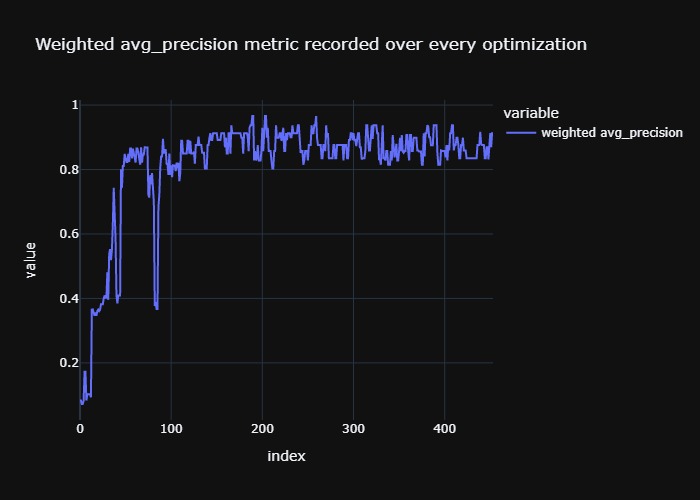 Weighted avg_precision metric recorded over every optimization
variable
weighted avg_precision
value
1
0.8
0.6
0.4
0.2
0
100
200
300
400
index